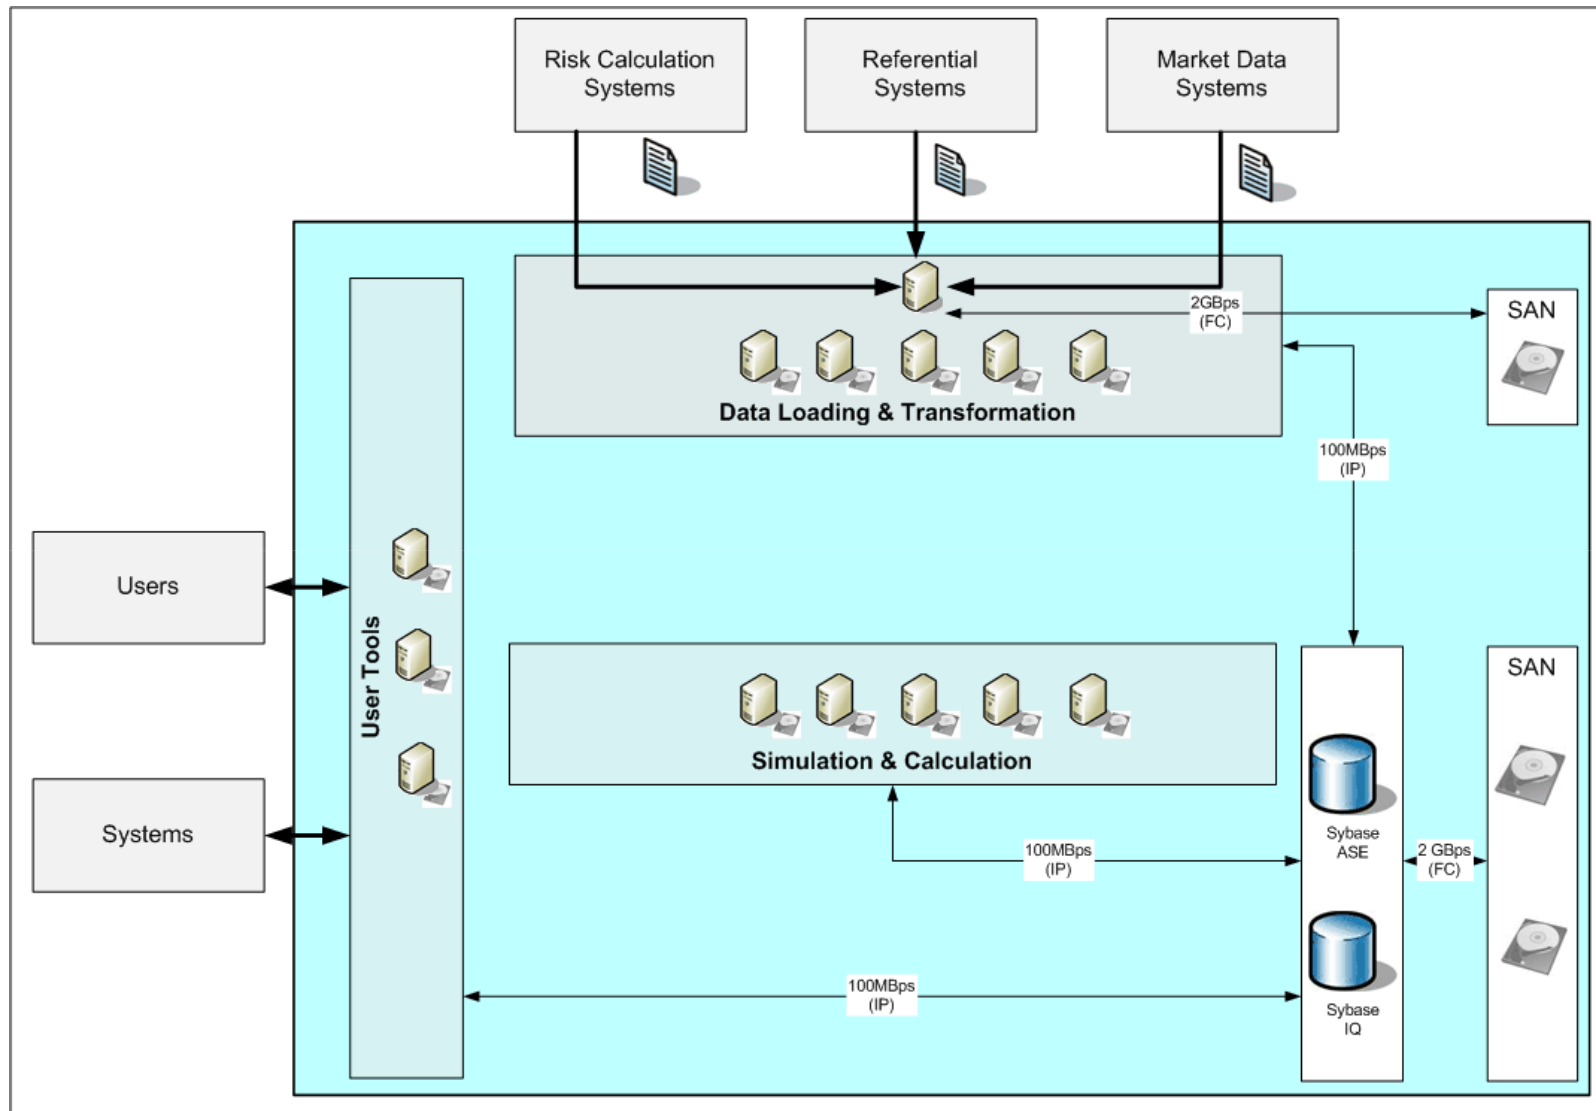 Risk Calculation
Systems
Referential
Systems
Market Data
Systems
2GBps
(FC)
SAN
Data Loading & Transformation
100MBps
(IP)
Users
User Tools
SAN
Simulation & Calculation
Systems
Sybase
ASE
100MBps
(IP)
2 GBps
(FC)
100MBps
(IP)
Sybase
IQ